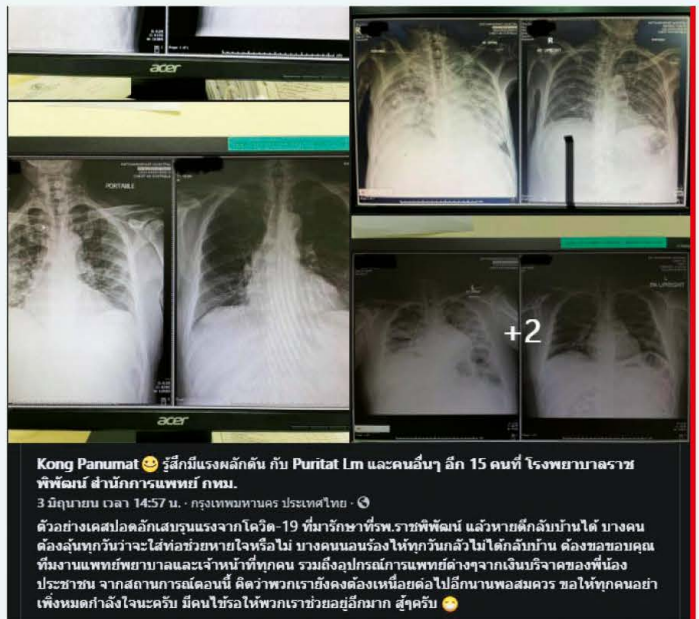 acer
R
R
PORTABLE
L
PA UPRIGHT
+2
acer
Kong Panumat 😀 รู้สึกมีแรงผลักดัน กับ Puritat Lm และคนอื่นๆ อีก 15 คนที่ โรงพยาบาลราช
พิพัฒน์ สำนักการแพทย์ กทม.
3 มิถุนายน เวลา 14:57 น. · กรุงเทพมหานคร ประเทศไทย ·
ตัวอย่างเคสปอดอักเสบรุนแรงจากโควิด-19 ที่มารักษาที่รพ.ราชพิพัฒน์ แล้วหายดีกลับบ้านได้ บางคน
ต้องลุ้นทุกวันว่าจะใส่ท่อช่วยหายใจหรือไม่ บางคนนอนร้องไห้ทุกวันกลัวไม่ได้กลับบ้าน ต้องขอขอบคุณ
ทีมงานแพทย์พยาบาลและเจ้าหน้าที่ทุกคน รวมถึงอุปกรณ์การแพทย์ต่างๆจากเงินบริจาคของพี่น้อง
ประชาชน จากสถานการณ์ตอนนี้ คิดว่าพวกเรายังคงต้องเหนื่อยต่อไปอีกนานพอสมควร ขอให้ทุกคนอย่า
เพิ่งหมดกำลังใจนะครับ มีคนไข้รอให้พวกเราช่วยอยู่อีกมาก สู้ๆครับ 😷